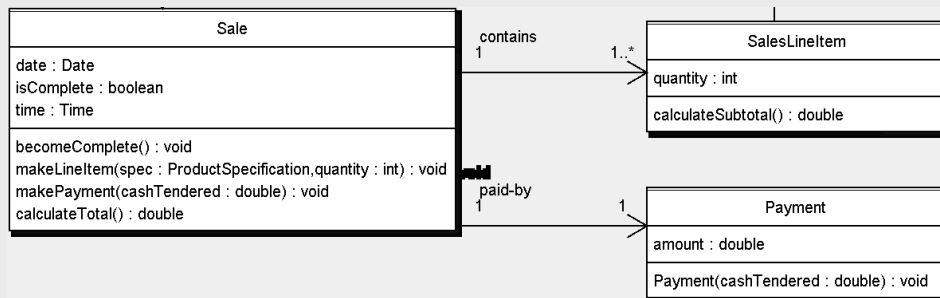 Sale
date : Date
isComplete : boolean
time : Time
becomeComplete() : void
makeLineItem(spec : ProductSpecification,quantity : int) : void
makePayment(cashTendered : double) : void
calculateTotal() : double
contains
1
1..*
SalesLineItem
quantity : int
calculateSubtotal() : double
void
paid-by
1
1
Payment
amount : double
Payment(cashTendered : double) : void